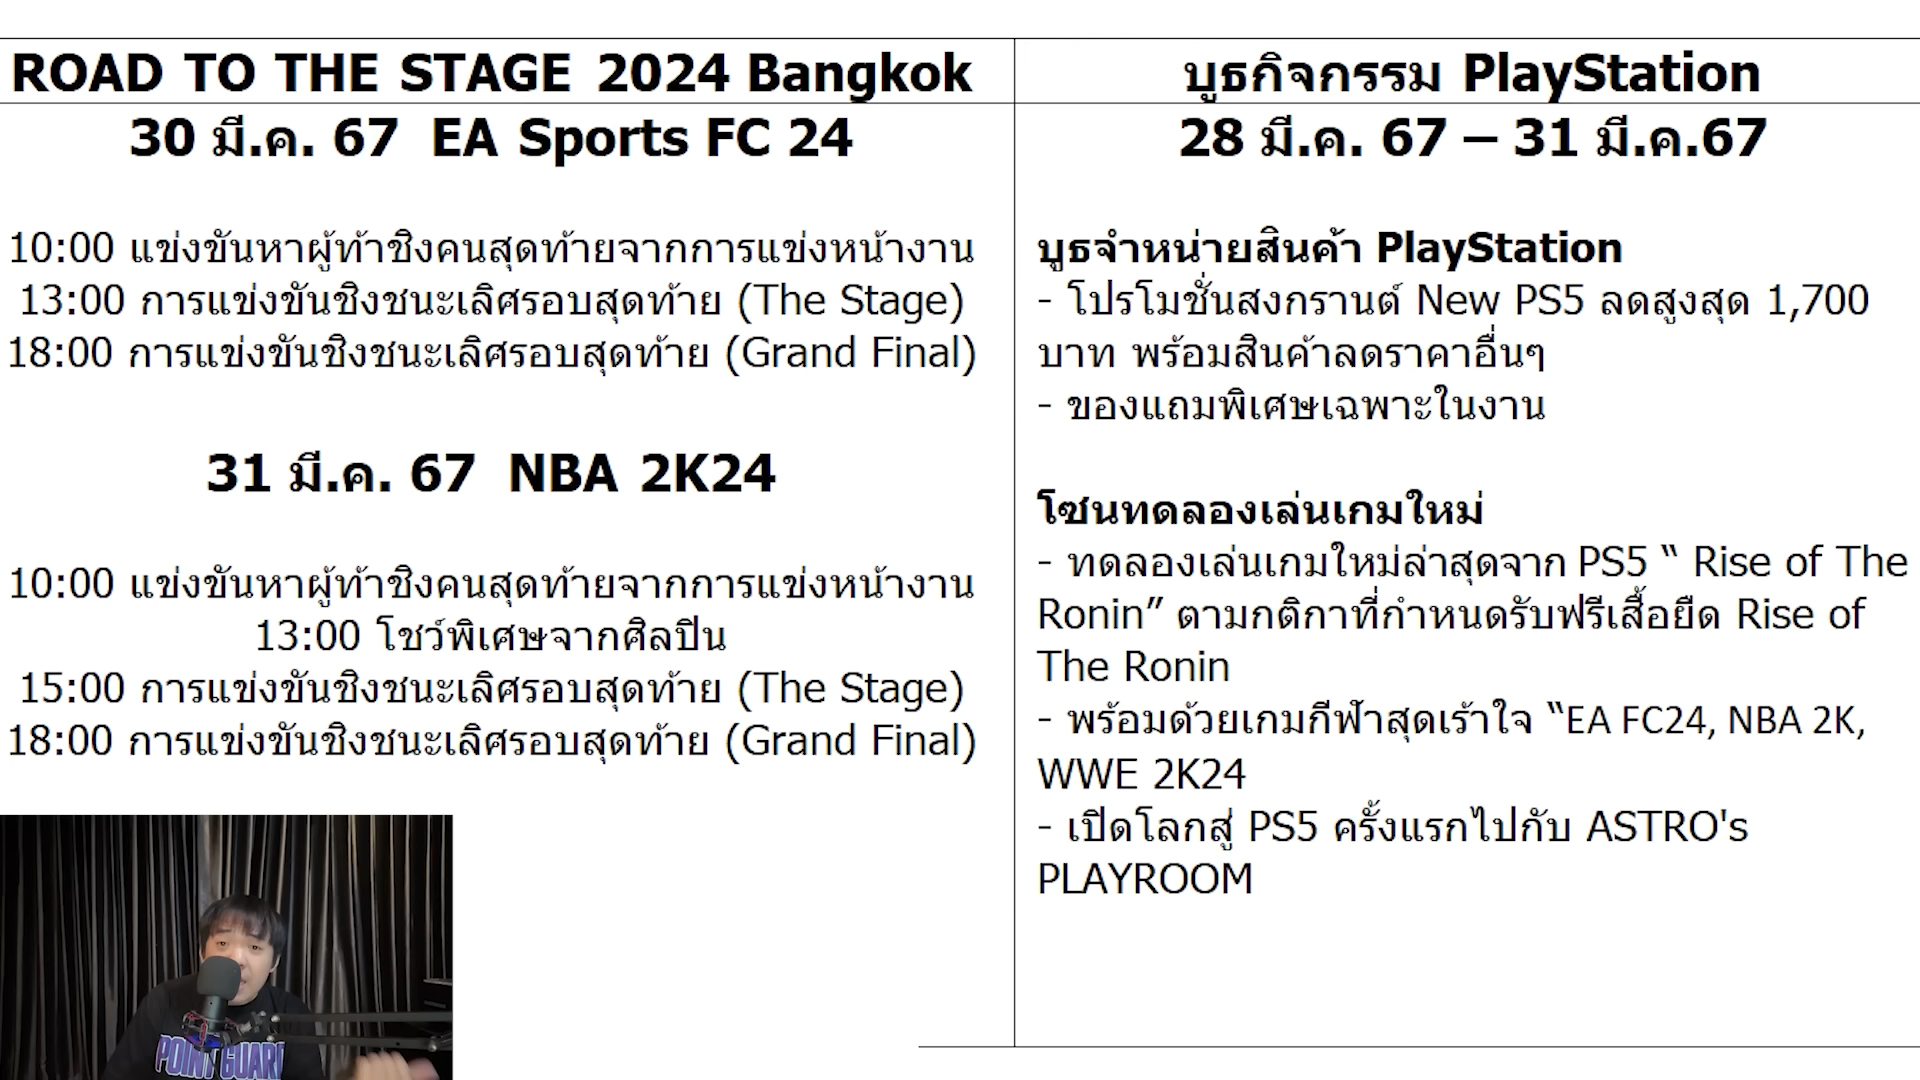 ROAD TO THE STAGE 2024 Bangkok
30 มี.ค. 67 EA Sports FC 24
10:00 แข่งขันหาผู้ท้าชิงคนสุดท้ายจากการแข่งหน้างาน
13:00 การแข่งขันชิงชนะเลิศรอบสุดท้าย (The Stage)
18:00 การแข่งขันชิงชนะเลิศรอบสุดท้าย (Grand Final)
31 มี.ค. 67 NBA 2K24
10:00 แข่งขันหาผู้ท้าชิงคนสุดท้ายจากการแข่งหน้างาน
13:00 โชว์พิเศษจากศิลปิน
15:00 การแข่งขันชิงชนะเลิศรอบสุดท้าย (The Stage)
18:00 การแข่งขันชิงชนะเลิศรอบสุดท้าย (Grand Final)
บูธกิจกรรม PlayStation
28 มี.ค. 67 – 31 มี.ค.67
บูธจำหน่ายสินค้า PlayStation
- โปรโมชั่นสงกรานต์ New PS5 ลดสูงสุด 1,700
บาท พร้อมสินค้าลดราคาอื่นๆ
- ของแถมพิเศษเฉพาะในงาน
โซนทดลองเล่นเกมใหม่
- ทดลองเล่นเกมใหม่ล่าสุดจาก PS5 “ Rise of The
Ronin” ตามกติกาที่กำหนดรับฟรีเสื้อยืด Rise of
The Ronin
- พร้อมด้วยเกมกีฬาสุดเร้าใจ “EA FC24, NBA 2K,
WWE 2K24
- เปิดโลกสู่ PS5 ครั้งแรกไปกับ ASTRO's
PLAYROOM
POINT GUARD